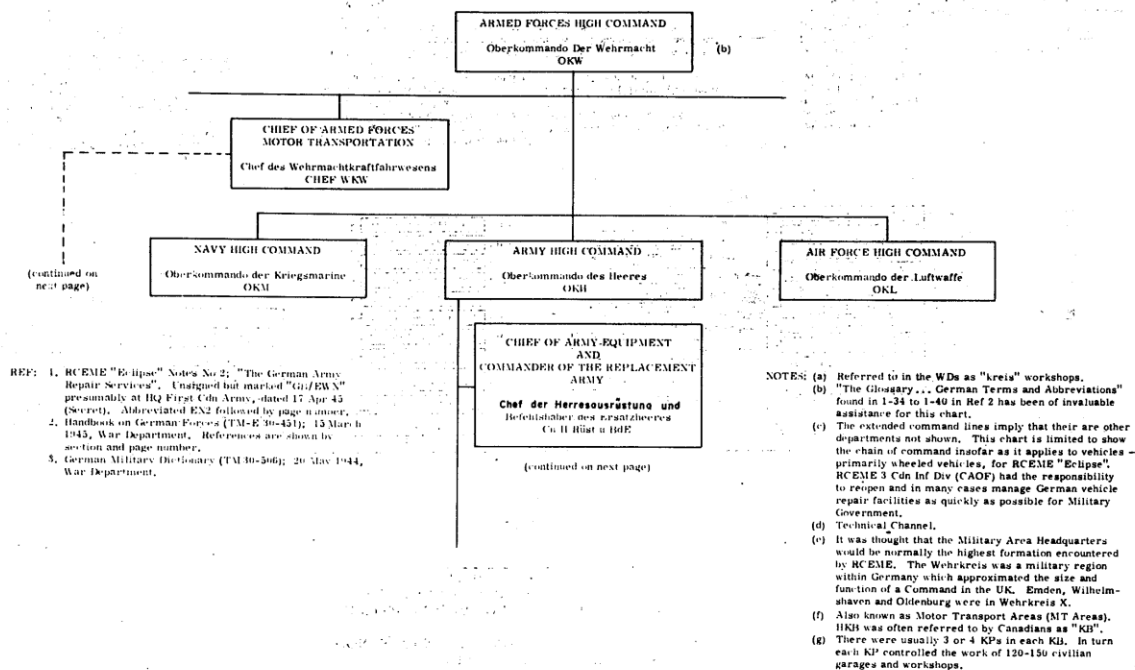 ARMED FORCES HIGH COMMAND
Oberkommando Der Wehrmacht
OKW
(b)
CHIEF OF ARMED FORCES
MOTOR TRANSPORTATION
Chef des Wehrmachtkraftfahrwesens
CHEF WKW
(continued on
next page)
NAVY HIGH COMMAND
Oberkommando der Kriegsmarine
OKM
ARMY HIGH COMMAND
Oberkommando des Heeres
OKH
AIR FORCE HIGH COMMAND
Oberkommando der Luftwaffe
OKL
CHIEF OF ARMY EQUIPMENT
AND
COMMANDER OF THE REPLACEMENT
ARMY
Chef der Herresausrüstung und
Befehlshaber des Ersatzheeres
H Rüst u BdE
(continued on next page)
REF: 1. RCEME "Eclipse" Notes No 2; "The German Army
Repair Services". Unsigned but marked
presumably at HQ First Cdn Army, dated 17 Apr 45
(Secret). Abbreviated EN2 followed by page number.
2. Handbook on German Forces (TM-E 30-451); 15 March
1945, War Department. References are shown by
section and page number.
3. German Military Dictionary (TM30-506); 20 May 1944,
War Department.
NOTES: (a) Referred to in the WDs as "kreis" workshops.
(b) "The Glossary... German Terms and Abbreviations"
found in 1-34 to 1-40 in Ref 2 has been of invaluable
assistance for this chart.
(c) The extended command lines imply that their are other
departments not shown. This chart is limited to show
the chain of command insofar as it applies to vehicles -
primarily wheeled vehicles, for RCEME "Eclipse".
RCEME 3 Cdn Inf Div (CAOF) had the responsibility
to reopen and in many cases manage German vehicle
repair facilities as quickly as possible for Military
Government.
(d) Technical Channel.
(e) It was thought that the Military Area Headquarters
would be normally the highest formation encountered
by RCEME. The Wehrkreis was a military region
within Germany which approximated the size and
function of a Command in the UK. Emden, Wilhelm-
shaven and Oldenburg were in Wehrkreis X.
(f) Also known as Motor Transport Areas (MT Areas).
HKB was often referred to by Canadians as "KB".
(g) There were usually 3 or 4 KPs in each KB. In turn
each KP controlled the work of 120-150 civilian
garages and workshops.